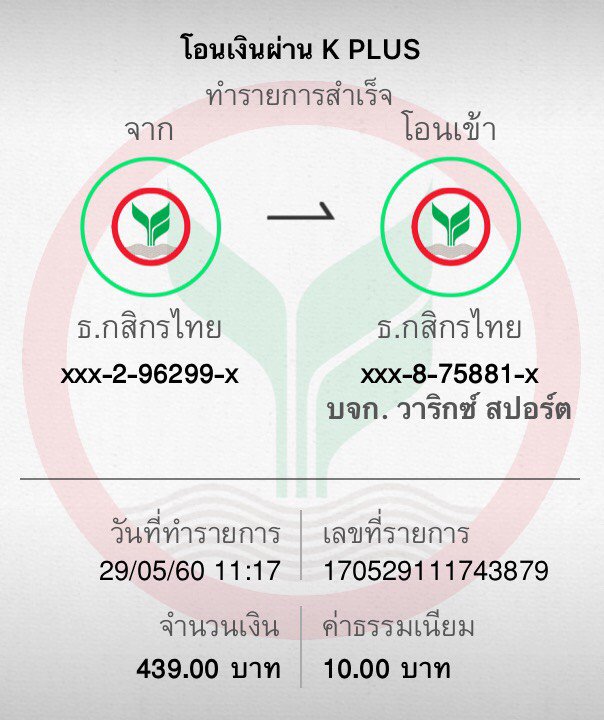 โอนเงินผ่าน K PLUS
ทำรายการสำเร็จ
จาก
โอนเข้า
ธ.กสิกรไทย
ธ.กสิกรไทย
xxx-2-96299-x
xxx-8-75881-x
บจก. วาริกซ์ สปอร์ต
วันที่ทำรายการ
เลขที่รายการ
29/05/60 11:17
170529111743879
จำนวนเงิน
ค่าธรรมเนียม
439.00 บาท
10.00 บาท